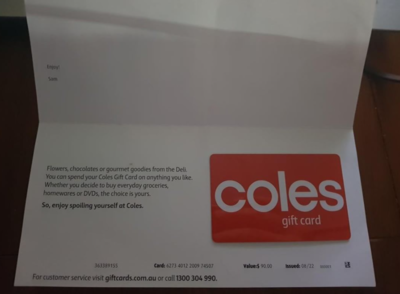 Flowers, chocolates or gourmet goodies from the Deli.
You can spend your Coles Gift Card on anything you like.
Whether you decide to buy everyday groceries,
homewares or DVDs, the choice is yours.
So, enjoy spoiling yourself at Coles.
coles
gift card
Card: Value $ Issued:
For customer service visit giftcards.com.au or call 1300 304 990.